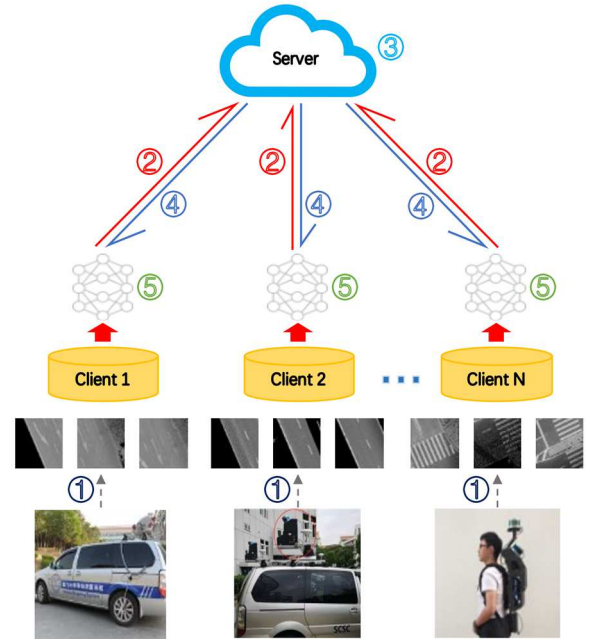 Server
③
② ② ②
④ ④ ④
⑤ ⑤ ⑤
Client 1
Client 2
...
Client N
① ① ①
SCSC